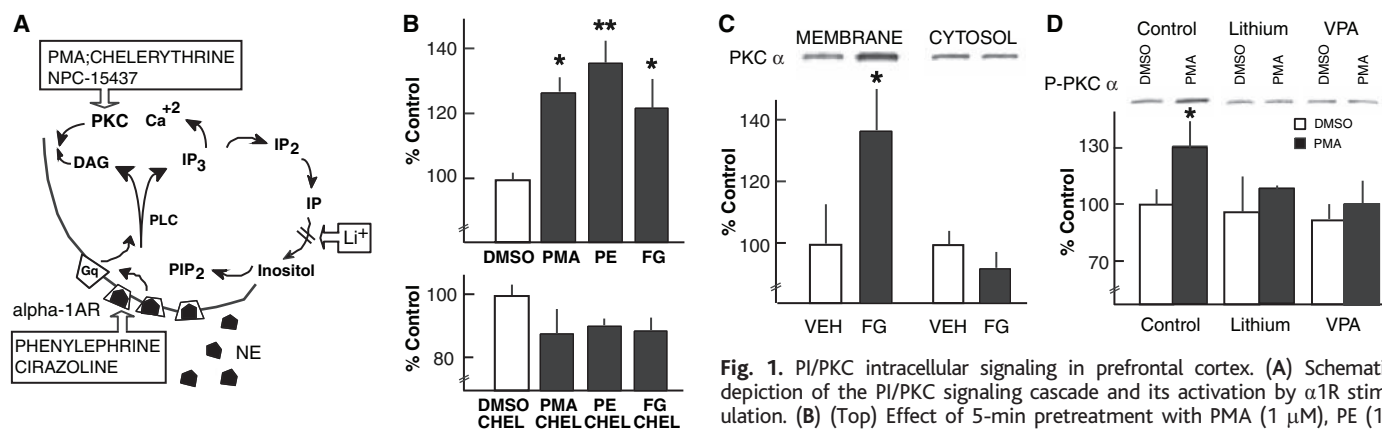 A
PMA;CHELERYTHRINE
NPC-15437
PKC Ca+2
DAG IP3 IP2
PLC IP
Li+
Gq PIP2 Inositol
alpha-1AR
PHENYLEPHRINE
CIRAZOLINE
NE
B
% Control
140
120
100
* ** *
DMSO PMA PE FG
% Control
100
80
DMSO PMA PE FG
CHEL CHEL CHEL CHEL
C
MEMBRANE CYTOSOL
PKC α
*
% Control
140
120
100
VEH FG VEH FG
D
Control Lithium VPA
DMSO PMA DMSO PMA DMSO PMA
P-PKC α
*
DMSO
PMA
% Control
130
100
70
Control Lithium VPA
Fig. 1. PI/PKC intracellular signaling in prefrontal cortex. (A) Schemati
depiction of the PI/PKC signaling cascade and its activation by α1R stim
ulation. (B) (Top) Effect of 5-min pretreatment with PMA (1 μM), PE (1